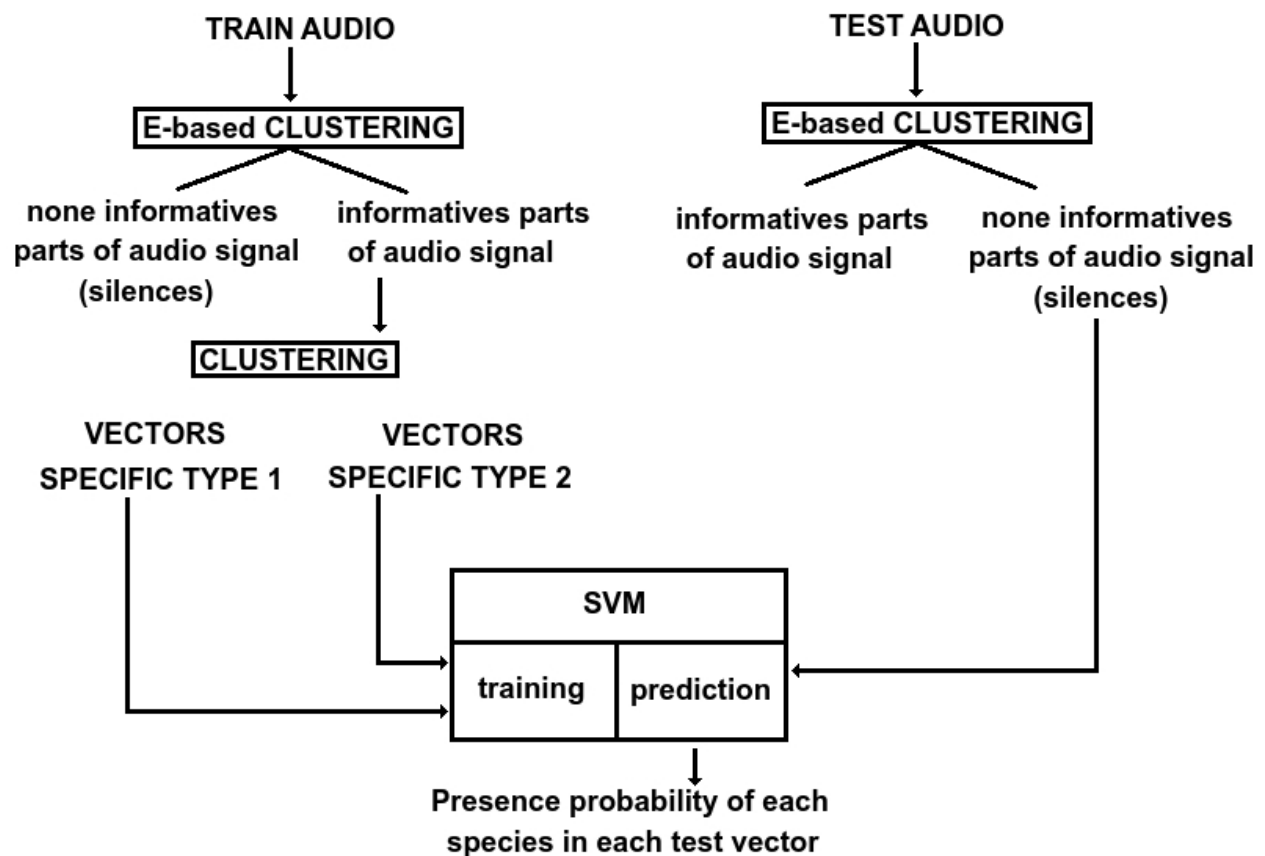 TRAIN AUDIO
E-based CLUSTERING
none informatives
parts of audio signal
(silences)
informatives parts
of audio signal
CLUSTERING
VECTORS
SPECIFIC TYPE 1
VECTORS
SPECIFIC TYPE 2
TEST AUDIO
E-based CLUSTERING
informatives parts
of audio signal
none informatives
parts of audio signal
(silences)
SVM
training
prediction
Presence probability of each
species in each test vector